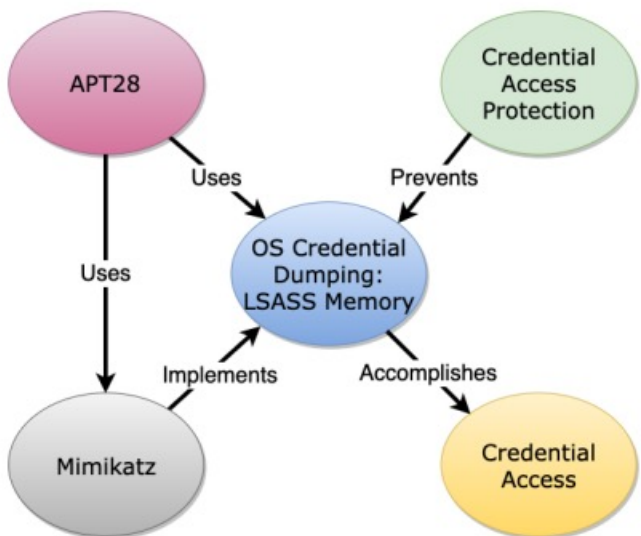 APT28
Credential
Access
Protection
Uses
Prevents
OS Credential
Dumping:
LSASS Memory
Uses
Implements
Accomplishes
Mimikatz
Credential
Access